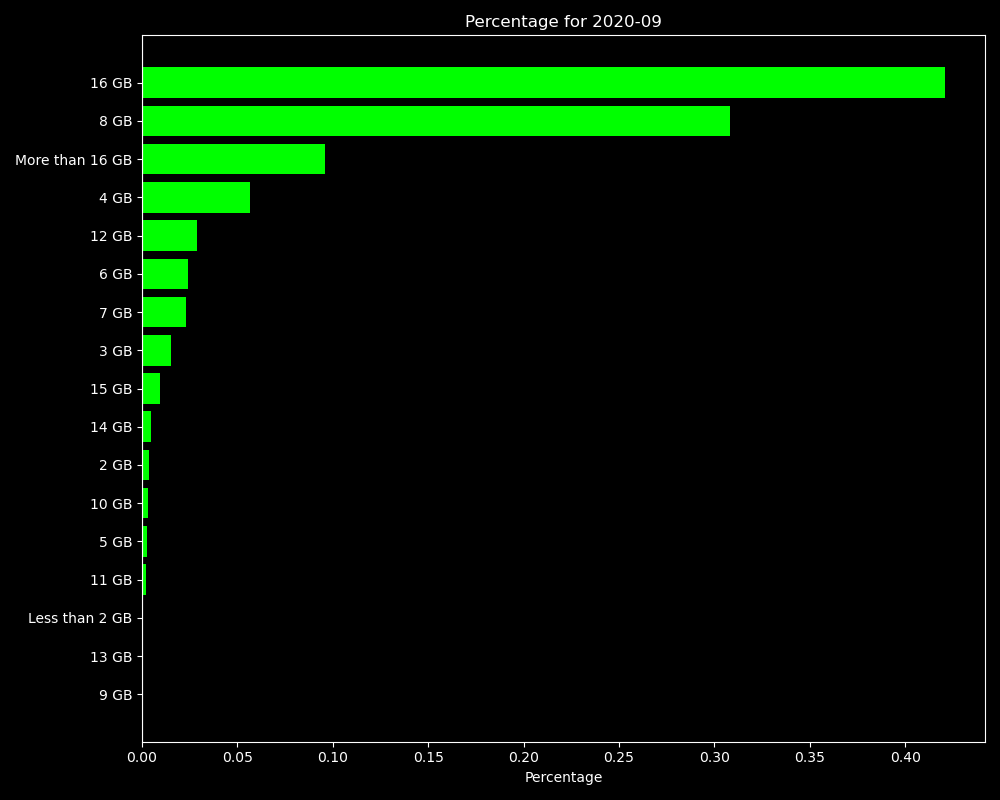 Percentage for 2020-09
16 GB
8 GB
More than 16 GB
4 GB
12 GB
6 GB
7 GB
3 GB
15 GB
14 GB
2 GB
10 GB
5 GB
11 GB
Less than 2 GB
13 GB
9 GB
0.00 0.05 0.10 0.15 0.20 0.25 0.30 0.35 0.40
Percentage